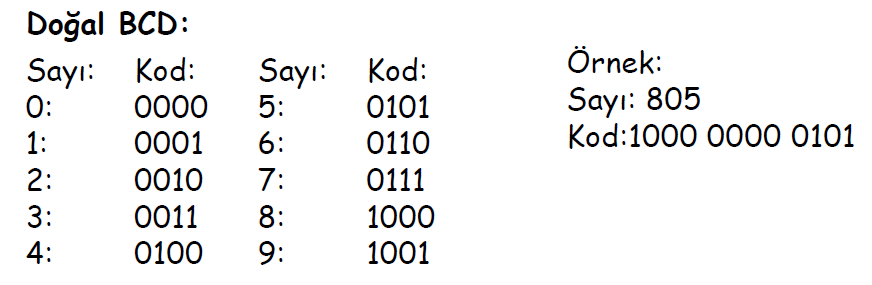 Doğal BCD:
Sayı: Kod: Sayı: Kod:
0: 0000 5: 0101
1: 0001 6: 0110
2: 0010 7: 0111
3: 0011 8: 1000
4: 0100 9: 1001
Örnek:
Sayı: 805
Kod:1000 0000 0101